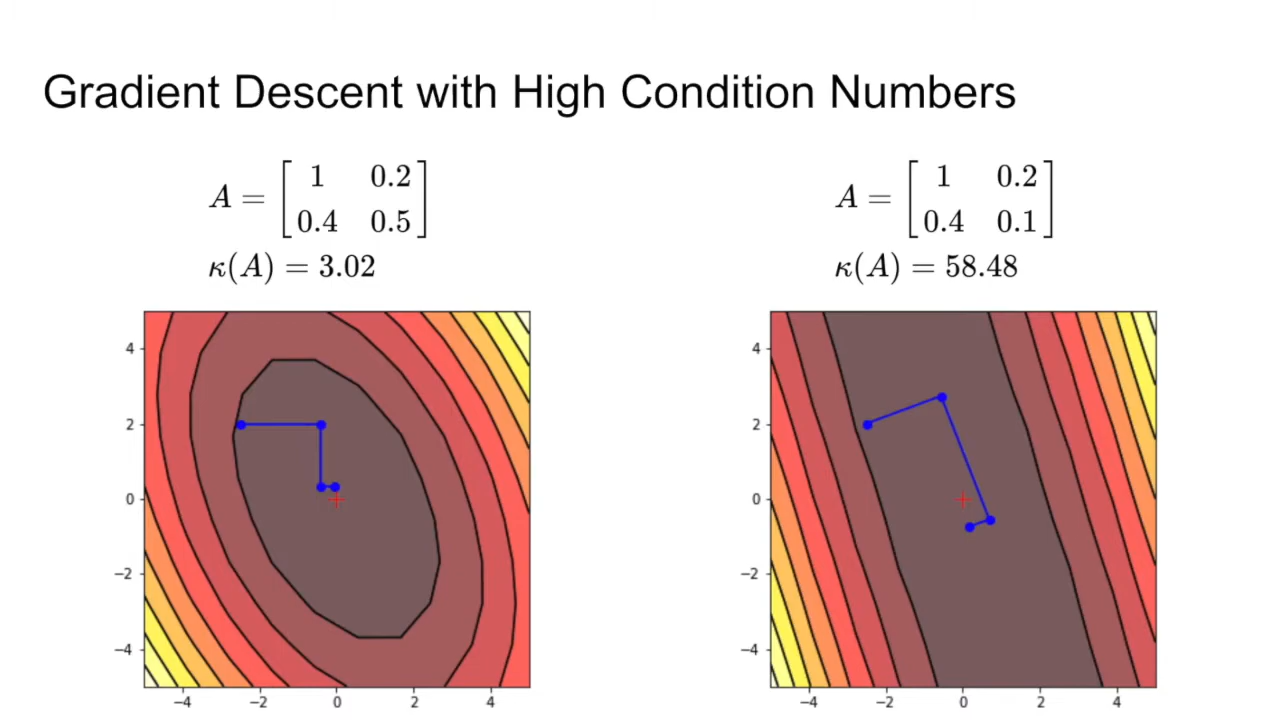 Gradient Descent with High Condition Numbers
A = [ 1 0.2
0.4 0.5 ]
κ(A) = 3.02
A = [ 1 0.2
0.4 0.1 ]
κ(A) = 58.48
4
2
0
−2
−4
−4 −2 0 2 4
4
2
0
−2
−4
−4 −2 0 2 4